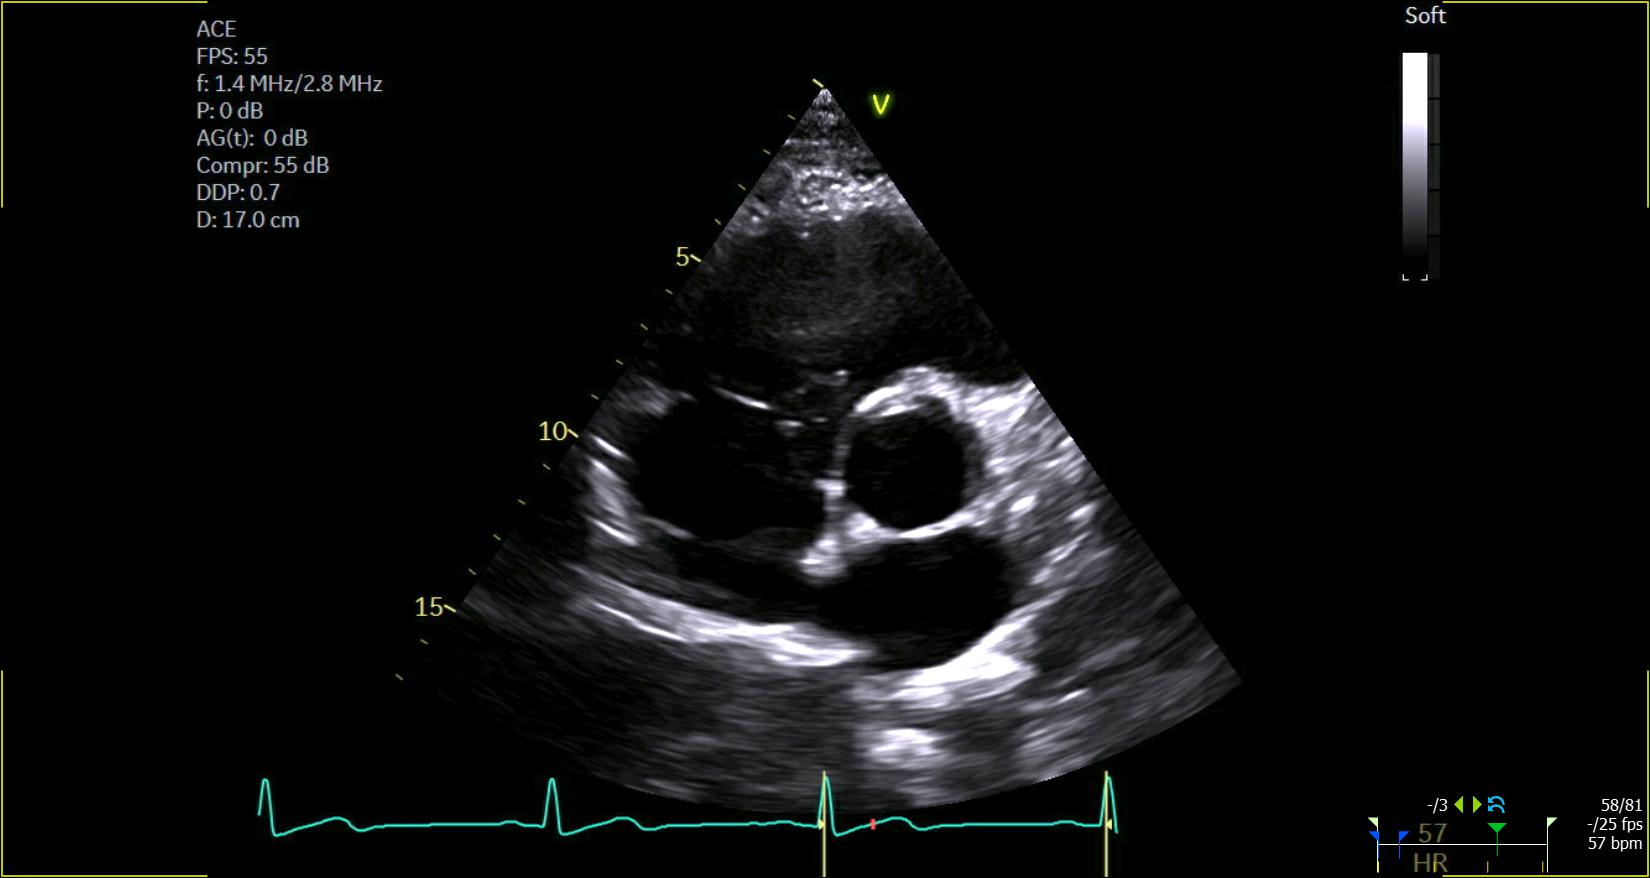 ACE
FPS: 55
f: 1.4 MHz/2.8 MHz
P: 0 dB
AG(t): 0 dB
Compr: 55 dB
DDP: 0.7
D: 17.0 cm
V
Soft
5
10
15
-/3
58/81
-/25 fps
57 bpm
57
HR